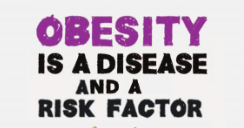 OBESITY
IS A DISEASE
AND A
RISK FACTOR